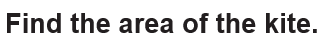 Find the area of the kite.